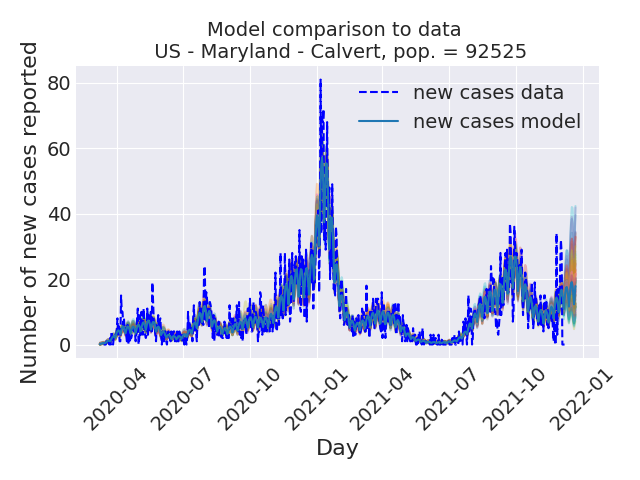 Model comparison to data
US - Maryland - Calvert, pop. = 92525
Number of new cases reported
80
60
40
20
0
new cases data
new cases model
2020-04
2020-07
2020-10
2021-01
2021-04
2021-07
2021-10
2022-01
Day